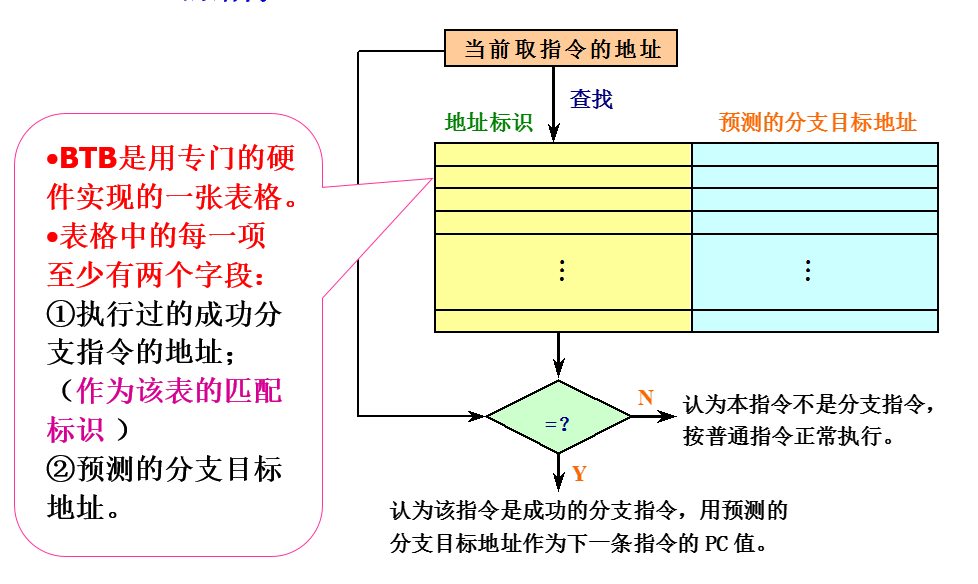 当前取指令的地址
查找
地址标识
预测的分支目标地址
•BTB是用专门的硬
件实现的一张表格。
•表格中的每一项
至少有两个字段：
①执行过的成功分
支指令的地址；
（作为该表的匹配
标识 ）
②预测的分支目标
地址。
⋮
⋮
=?
N
认为本指令不是分支指令，
按普通指令正常执行。
Y
认为该指令是成功的分支指令，用预测的
分支目标地址作为下一条指令的 PC 值。